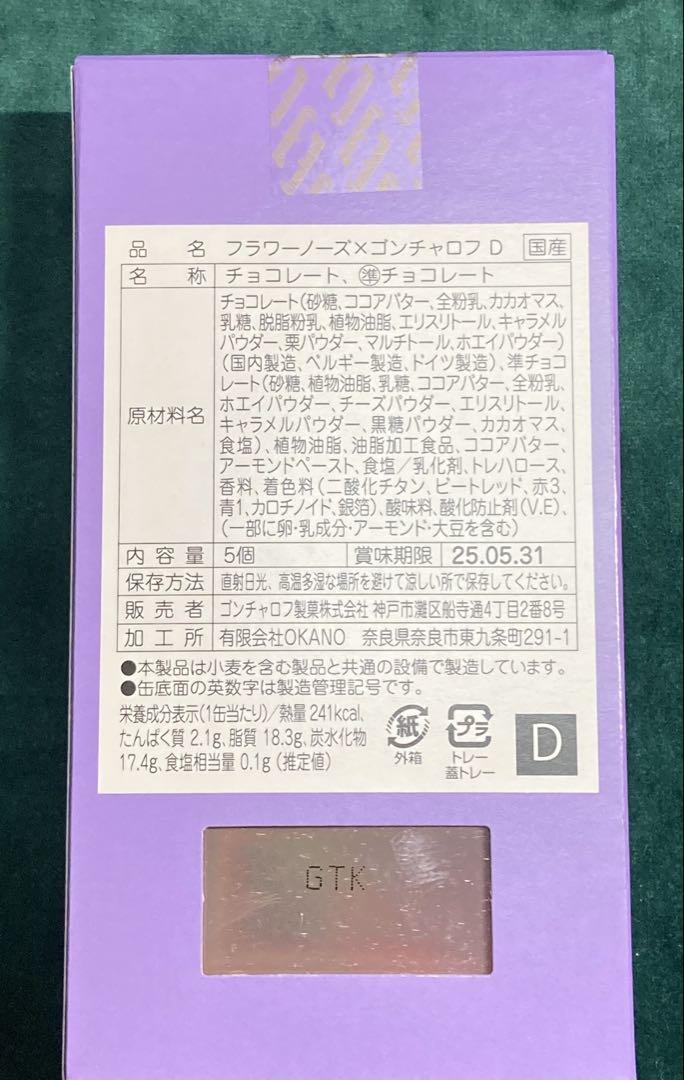 品名 フラワーノーズ×ゴンチャロフ D 国産
名称 チョコレート、㊜チョコレート
原材料名
チョコレート(砂糖、ココアバター、全粉乳、カカオマス、
乳糖、脱脂粉乳、植物油脂、エリスリトール、キャラメル
パウダー、栗パウダー、マルチトール、ホエイパウダー)
(国内製造、ベルギー製造、ドイツ製造)、準チョコ
レート(砂糖、植物油脂、乳糖、ココアバター、全粉乳、
ホエイパウダー、チーズパウダー、エリスリトール、
キャラメルパウダー、黒糖パウダー、カカオマス、
食塩)、植物油脂、油脂加工食品、ココアバター、
アーモンドペースト、食塩/乳化剤、トレハロース、
香料、着色料(二酸化チタン、ビートレッド、赤3、
青1、カロチノイド、銀箔)、酸味料、酸化防止剤(V.E)、
(一部に卵・乳成分・アーモンド・大豆を含む)
内容量 5個 賞味期限 25.05.31
保存方法 直射日光、高温多湿な場所を避けて涼しい所で保存してください。
販売者 ゴンチャロフ製菓株式会社 神戸市灘区船寺通4丁目2番8号
加工所 有限会社OKANO 奈良県奈良市東九条町291-1
●本製品は小麦を含む製品と共通の設備で製造しています。
●缶底面の英数字は製造管理記号です。
栄養成分表示(1缶当たり)/熱量 241kcal、
たんぱく質 2.1g、脂質 18.3g、炭水化物
17.4g、食塩相当量 0.1g (推定値)
紙
外箱
プラ
トレー
蓋トレー
D
GTK